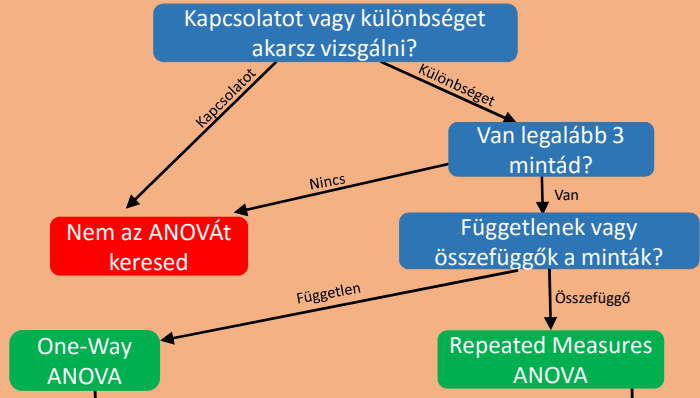 Kapcsolatot vagy különbséget
akarsz vizsgálni?
Kapcsolatot
Különbséget
Van legalább 3
mintád?
Nincs
Van
Nem az ANOVÁt
keresed
Függetlenek vagy
összefüggők a minták?
Független
Összefüggő
One-Way
ANOVA
Repeated Measures
ANOVA